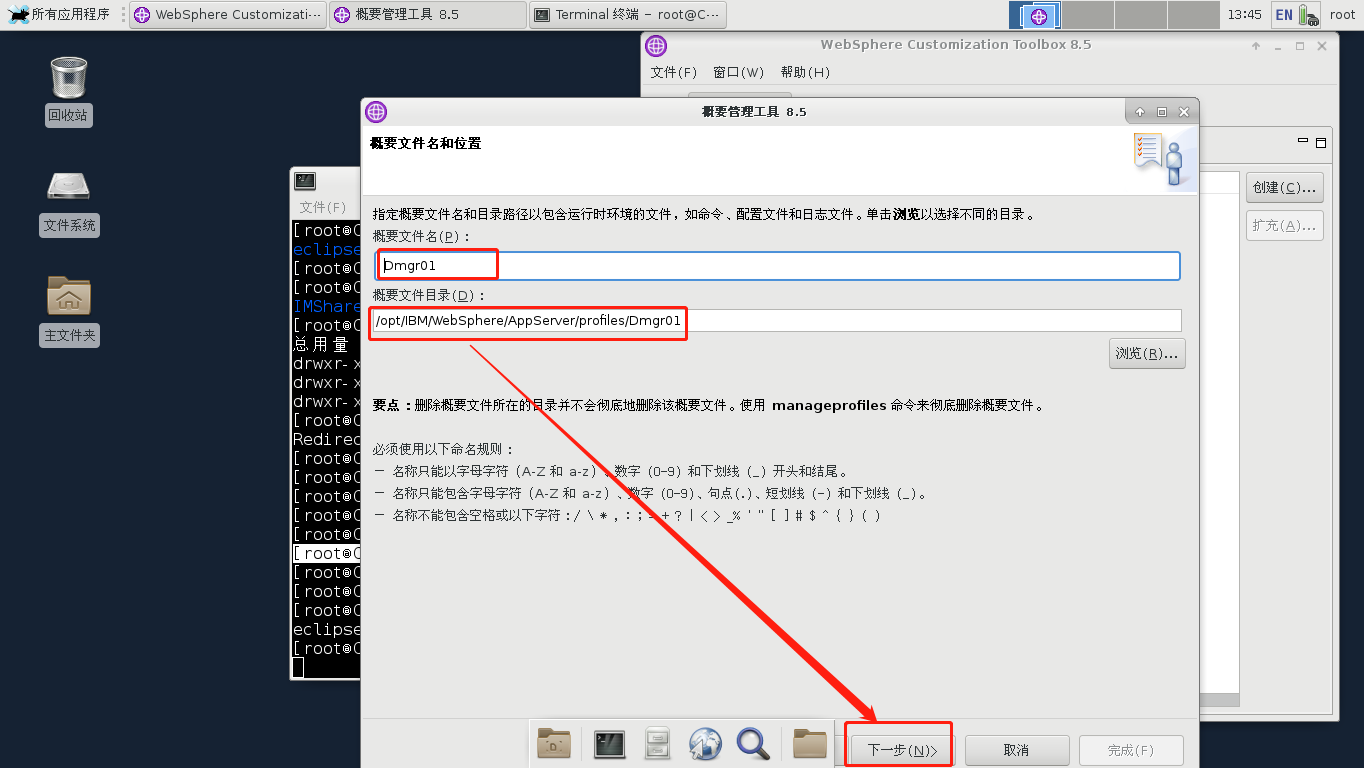 所有应用程序
WebSphere Customizati···
概要管理工具 8.5
Terminal 终端 - root@C···
13:45
EN
root
WebSphere Customization Toolbox 8.5
文件(F) 窗口(W) 帮助(H)
回收站
文件系统
主文件夹
创建(C)...
扩充(A)...
文件(F)
[root@C
eclipse
[root@C
[root@C
IMShare
[root@C
总用量
drwxr-x
drwxr-x
drwxr-x
[root@C
Redirec
[root@C
[root@C
[root@C
[root@C
[root@C
[root@C
[root@C
[root@C
[root@C
eclipse
[root@C
概要管理工具 8.5
概要文件名和位置
指定概要文件名和目录路径以包含运行时环境的文件，如命令、配置文件和日志文件。单击浏览以选择不同的目录。
概要文件名(P)：
Dmgr01
概要文件目录(D)：
/opt/IBM/WebSphere/AppServer/profiles/Dmgr01
浏览(R)...
要点：删除概要文件所在的目录并不会彻底地删除该概要文件。使用 manageprofiles 命令来彻底删除概要文件。
必须使用以下命名规则：
— 名称只能以字母字符（A-Z 和 a-z）、数字（0-9）和下划线（_）开头和结尾。
— 名称只能包含字母字符（A-Z 和 a-z）、数字（0-9）、句点(.)、短划线（-）和下划线（_）。
— 名称不能包含空格或以下字符：/ \ * , : ; = + ? | < > _% ' " [ ] # $ ^ { } ( )
下一步(N)>
取消
完成(F)